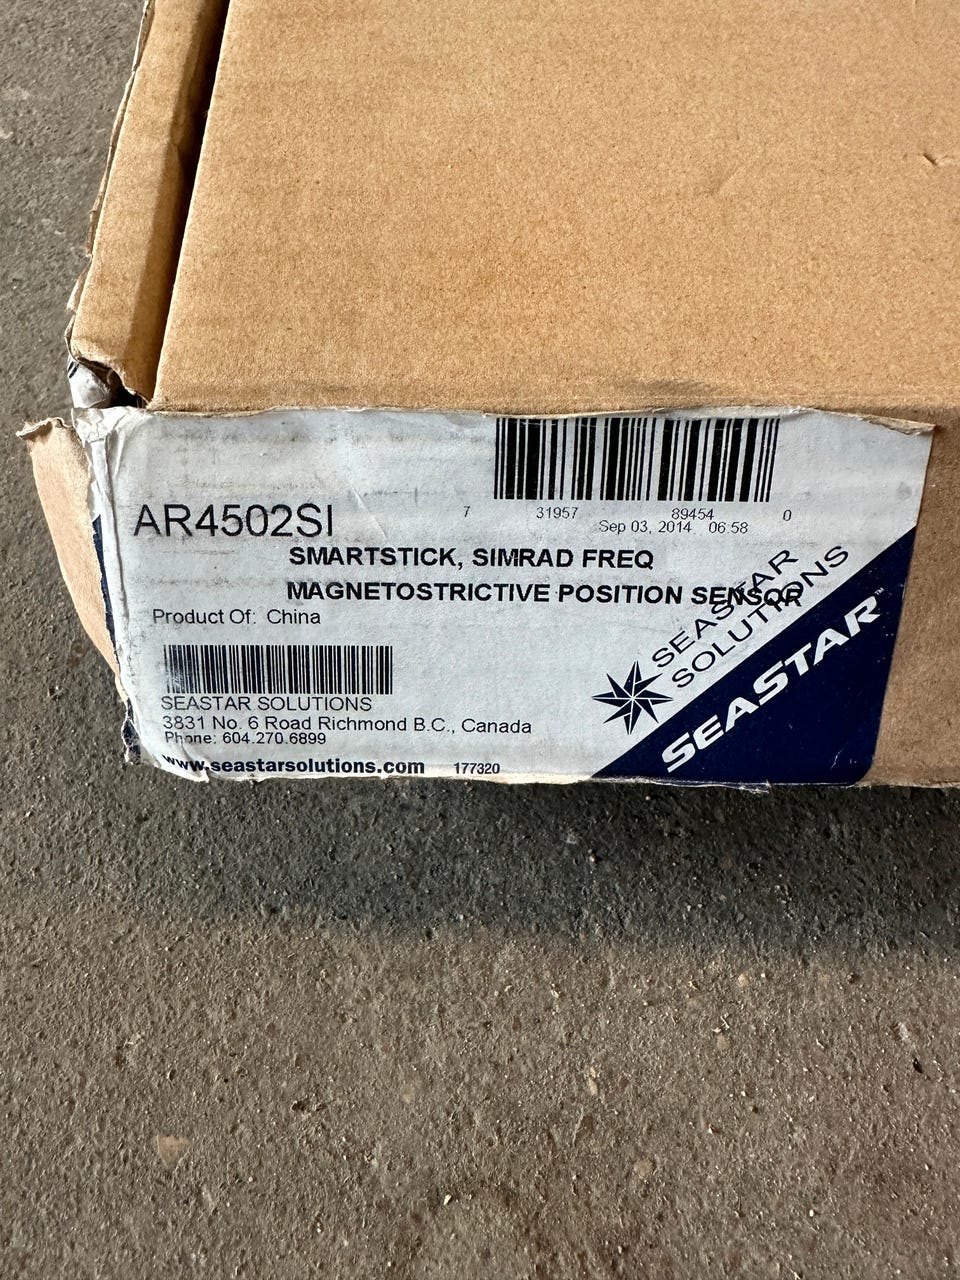 7 31957 89454 0
Sep 03, 2014 06:58
AR4502SI
SMARTSTICK, SIMRAD FREQ
MAGNETOSTRICTIVE POSITION SENSOR
Product Of: China
SEASTAR SOLUTIONS
3831 No. 6 Road Richmond B.C., Canada
Phone: 604.270.6899
www.seastarsolutions.com 177320
SEASTAR
SOLUTIONS
SEASTAR™